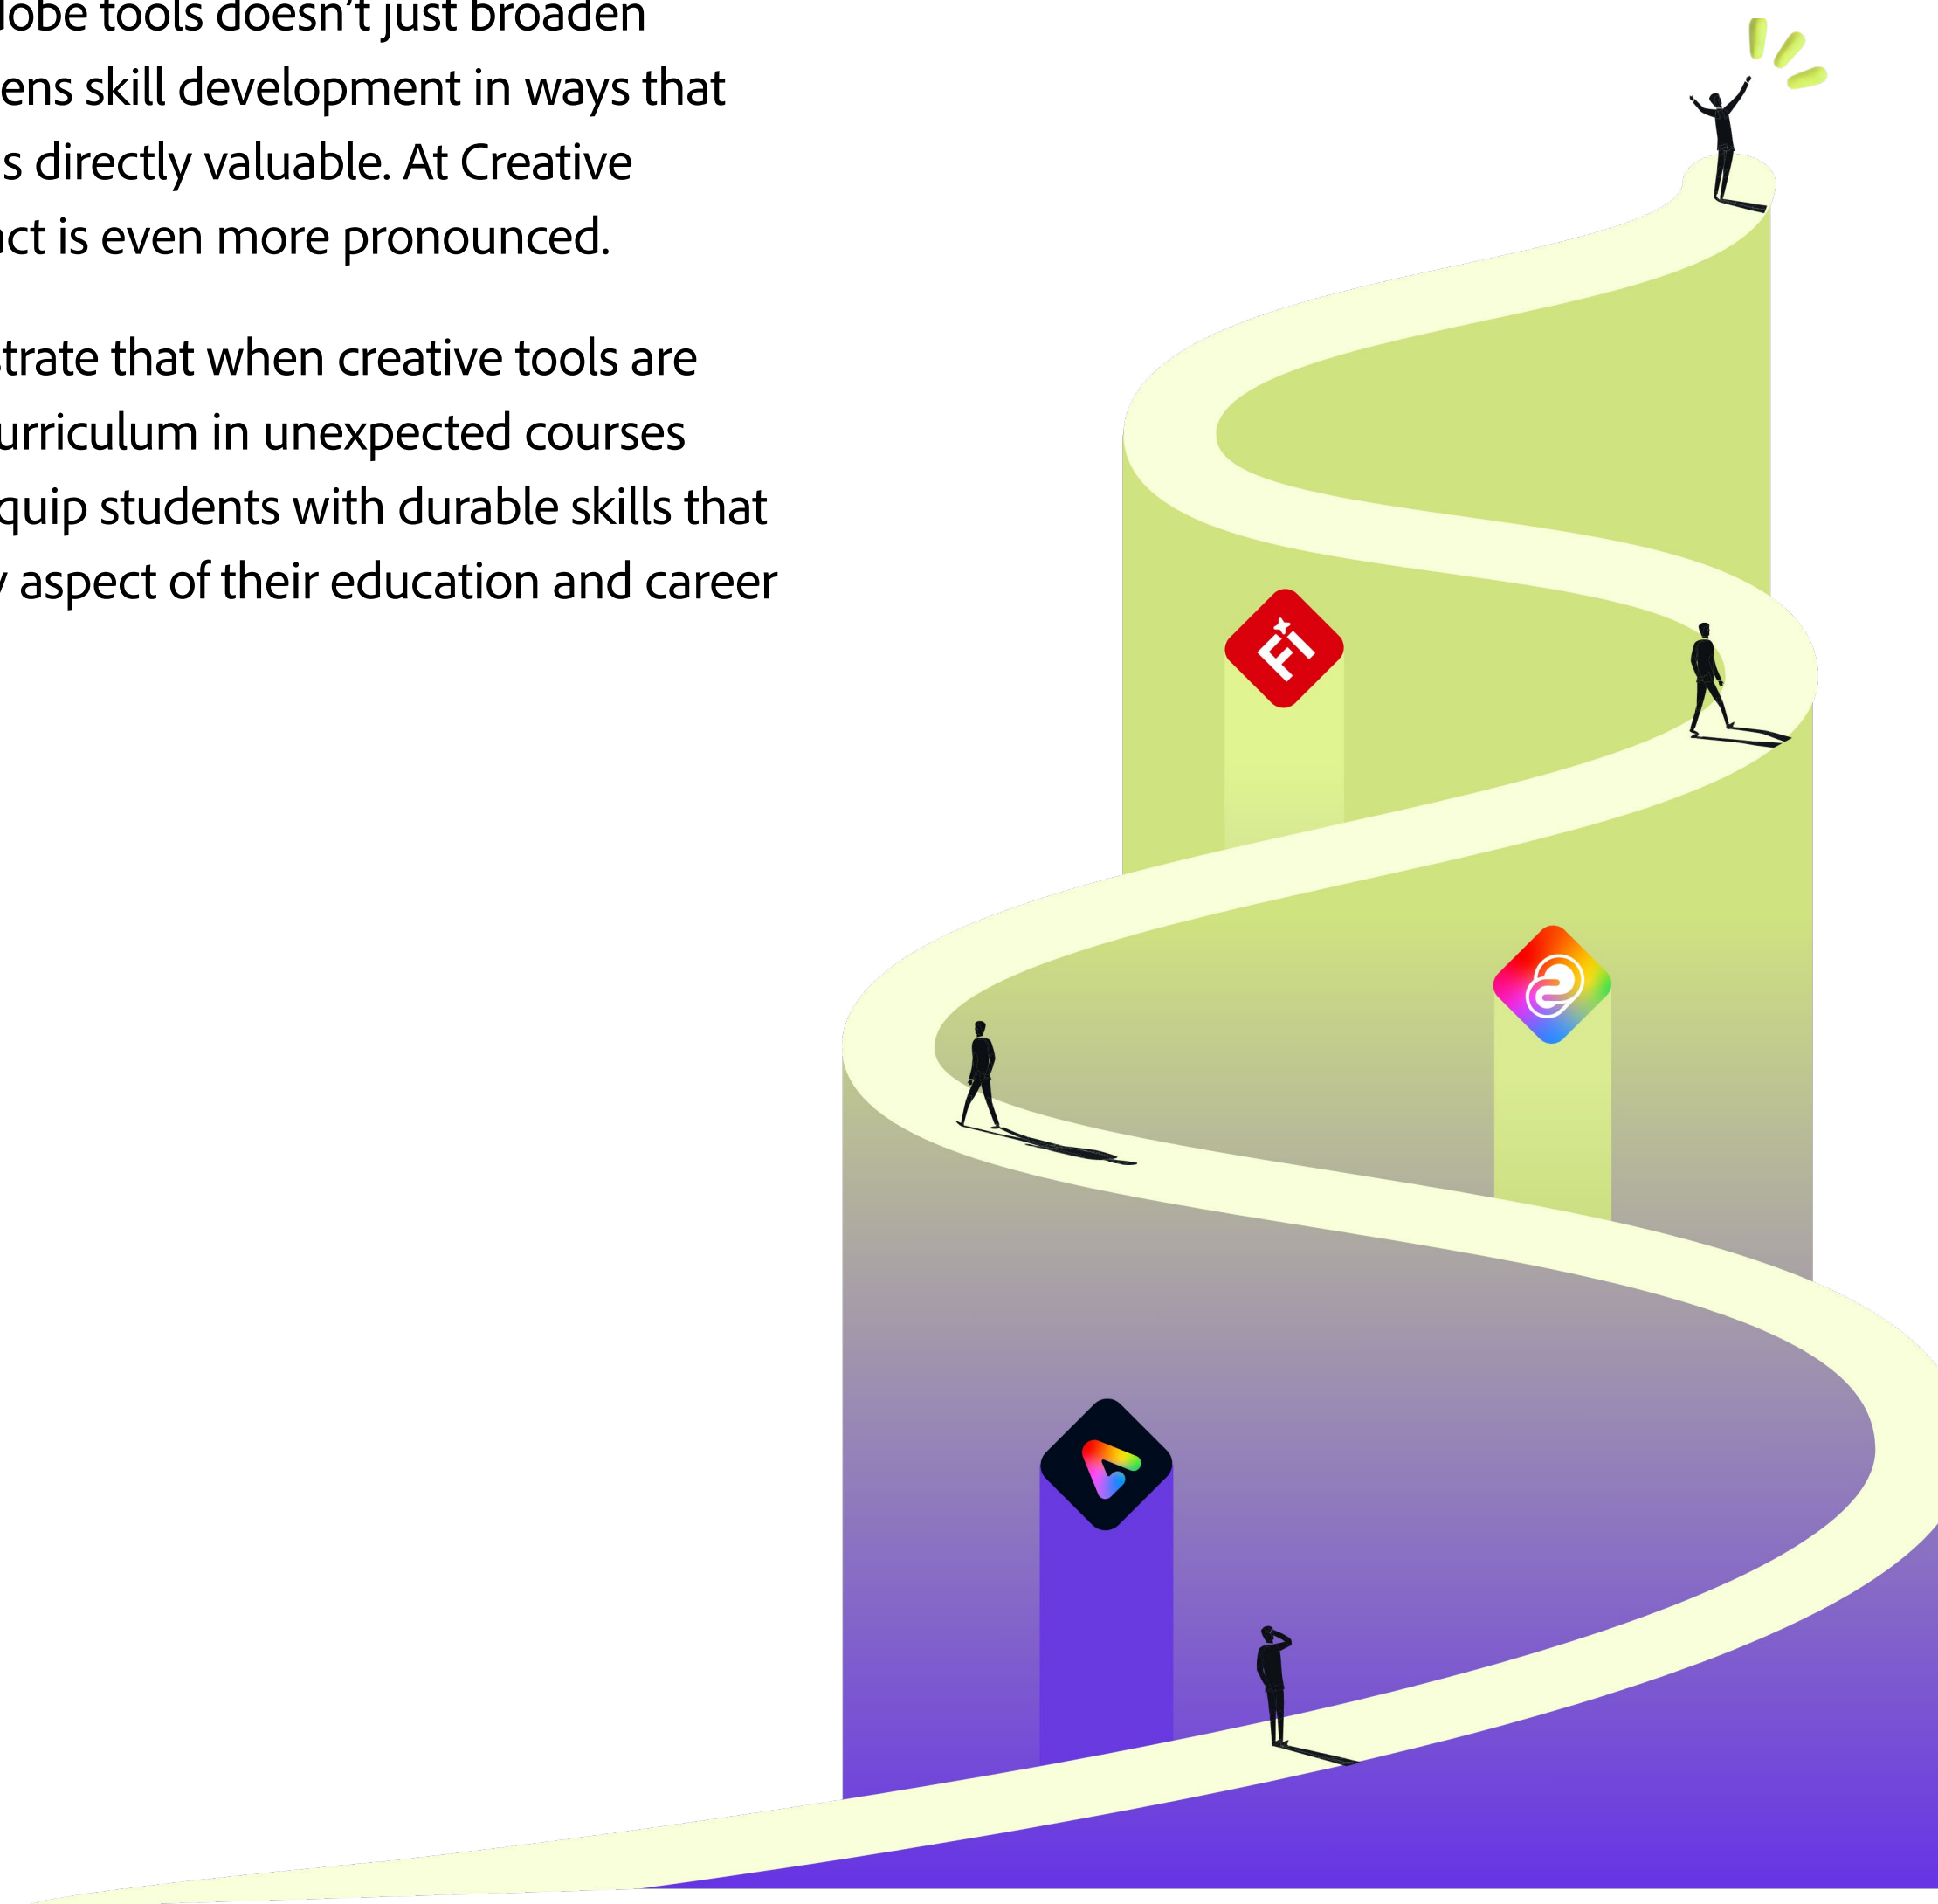 lobe tools doesn’t just broaden
ens skill development in ways that
s directly valuable. At Creative
ct is even more pronounced.
trate that when creative tools are
urriculum in unexpected courses
quip students with durable skills that
y aspect of their education and career
Fi